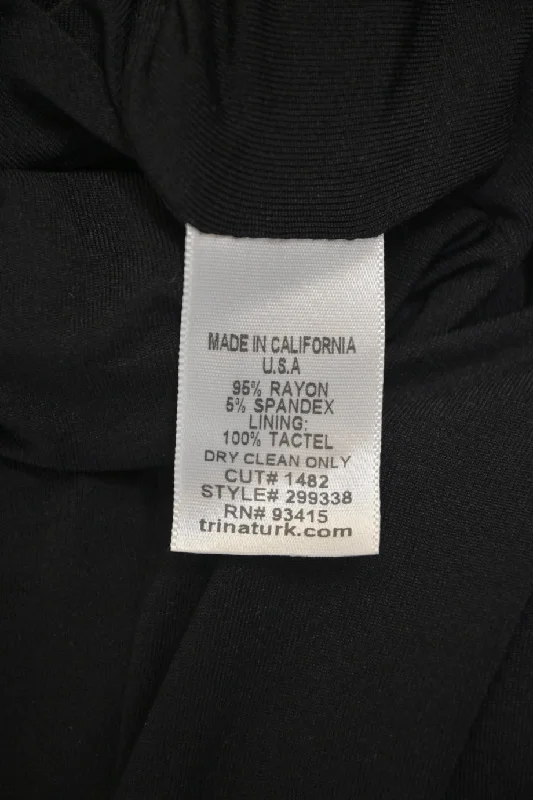 MADE IN CALIFORNIA
U.S.A
95% RAYON
5% SPANDEX
LINING:
100% TACTEL
DRY CLEAN ONLY
CUT# 1482
STYLE# 299338
RN# 93415
trinaturk.com